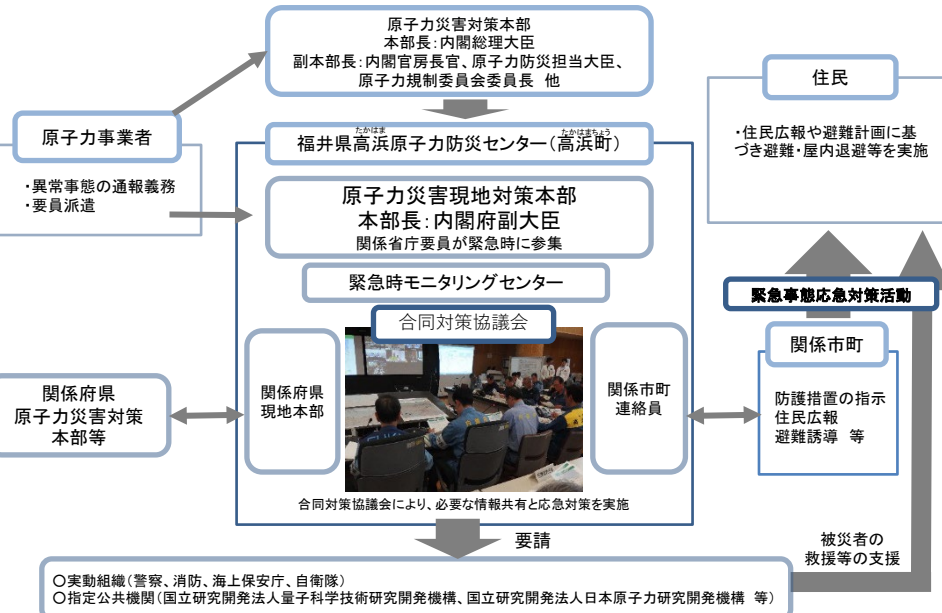 原子力災害対策本部
本部長：内閣総理大臣
副本部長：内閣官房長官、原子力防災担当大臣、
原子力規制委員会委員長 他
住民
・住民広報や避難計画に基
づき避難・屋内退避等を実施
原子力事業者
・異常事態の通報義務
・要員派遣
たかはま たかはまちょう
福井県高浜原子力防災センター（高浜町）
原子力災害現地対策本部
本部長：内閣府副大臣
関係省庁要員が緊急時に参集
緊急時モニタリングセンター
合同対策協議会
緊急事態応急対策活動
関係府県
原子力災害対策
本部等
関係府県
現地本部
関係市町
連絡員
関係市町
防護措置の指示
住民広報
避難誘導 等
合同対策協議会により、必要な情報共有と応急対策を実施
要請
被災者の
救援等の支援
○実動組織（警察、消防、海上保安庁、自衛隊）
○指定公共機関（国立研究開発法人量子科学技術研究開発機構、国立研究開発法人日本原子力研究開発機構 等）